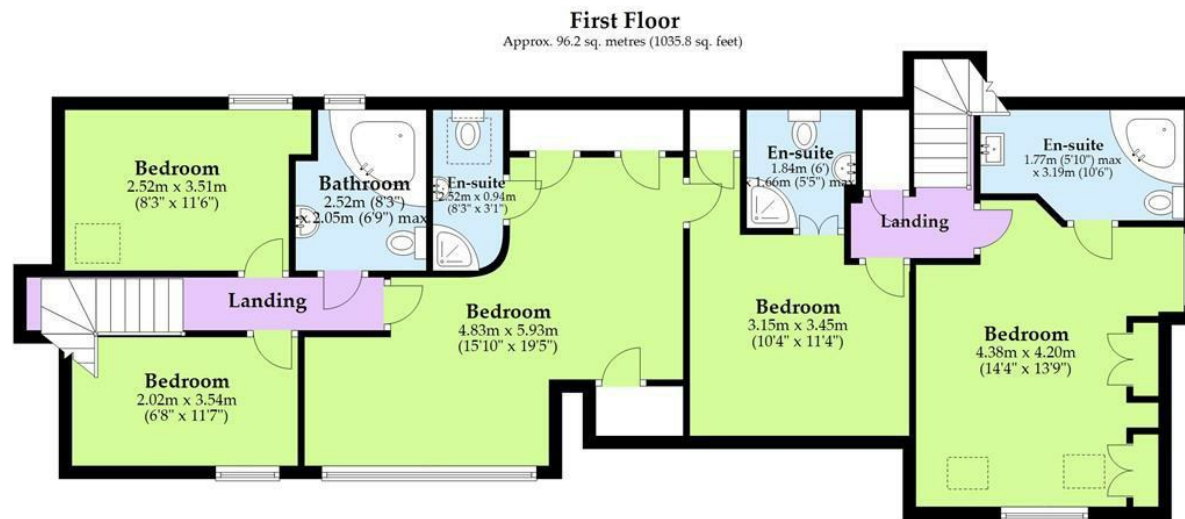 First Floor
Approx. 96.2 sq. metres (1035.8 sq. feet)
Bedroom
2.52m x 3.51m
(8'3" x 11'6")
Bathroom
2.52m (8'3")
x 2.05m (6'9") max
En-suite
2.52m x 0.94m
(8'3" x 3'1")
En-suite
1.84m (6')
x 1.66m (5'5") max
En-suite
1.77m (5'10") max
x 3.19m (10'6")
Landing
Landing
Bedroom
4.83m x 5.93m
(15'10" x 19'5")
Bedroom
3.15m x 3.45m
(10'4" x 11'4")
Bedroom
4.38m x 4.20m
(14'4" x 13'9")
Bedroom
2.02m x 3.54m
(6'8" x 11'7")